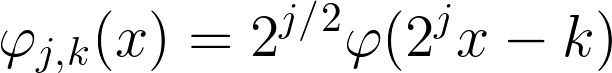 φ_{j,k}(x) = 2^{j/2}φ(2^j x − k)